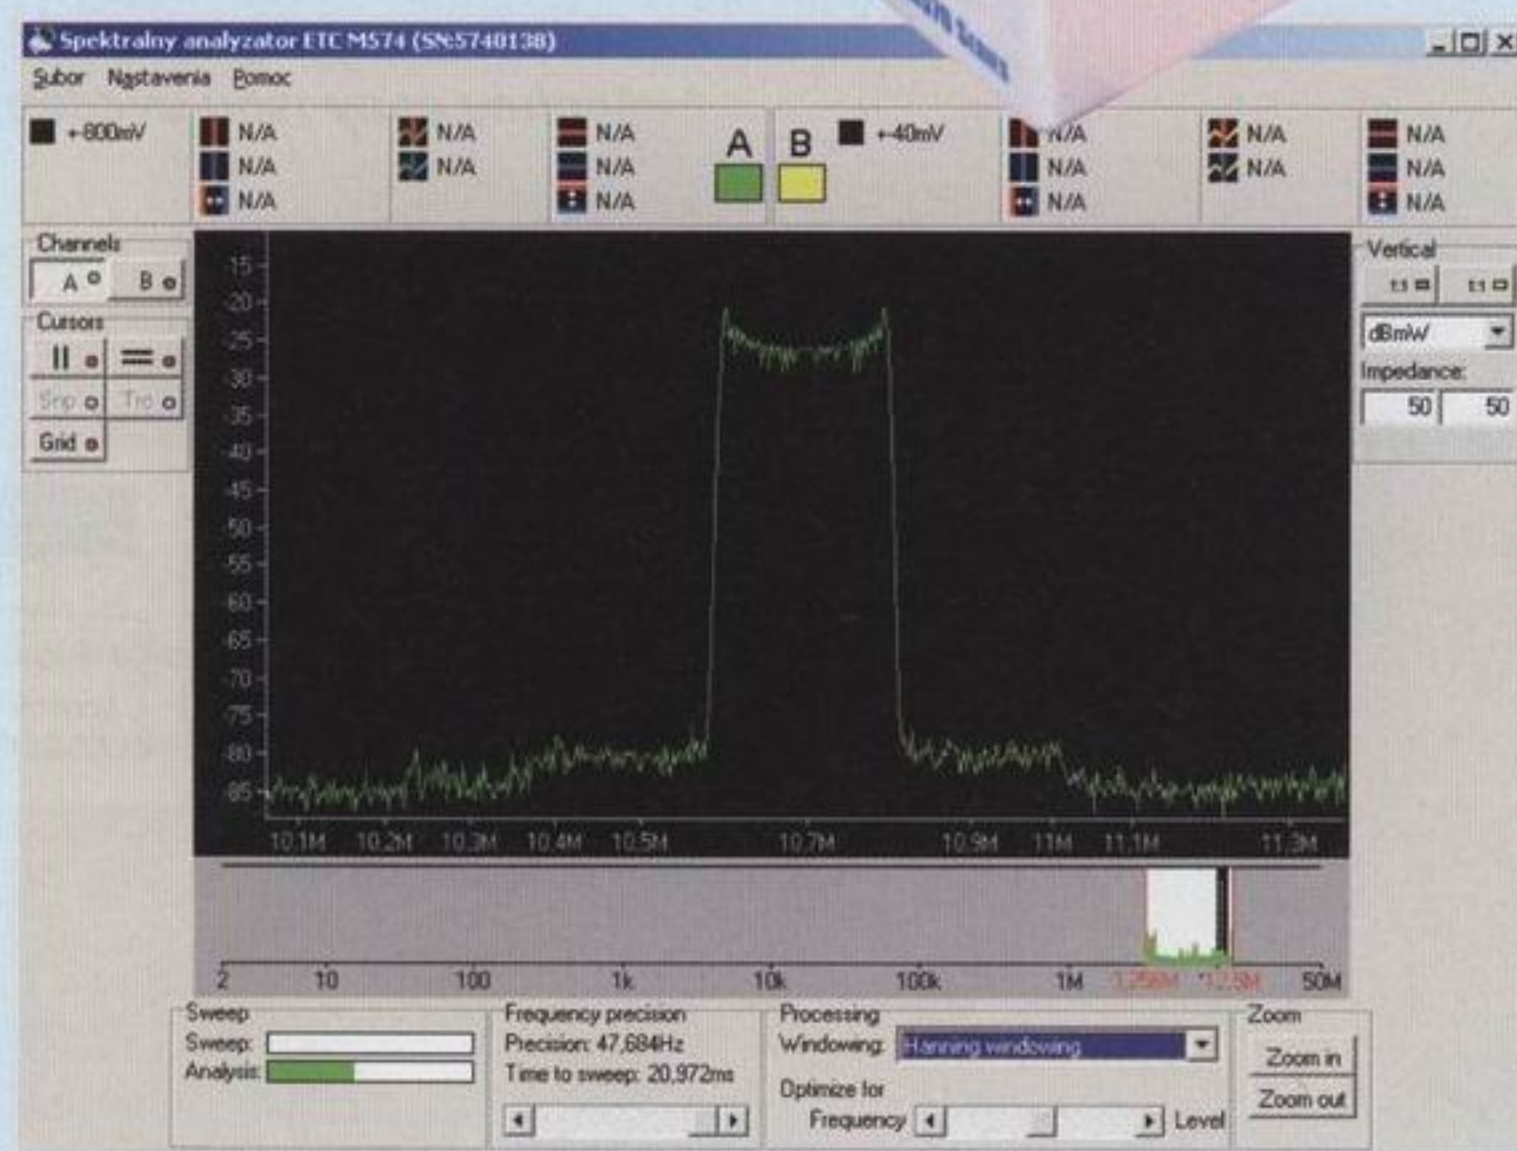 Spektralny analyzator ETC M574 (SN:5740138)
Subor Nastavenia Pomoc
+-800mV N/A N/A N/A A B +-40mV N/A N/A N/A
N/A N/A N/A N/A N/A N/A
N/A N/A N/A N/A
Channels
A B
Cursors
Grid
-15
-20
-25
-30
-35
-40
-45
-50
-55
-60
-65
-70
-75
-80
-85
10.1M 10.2M 10.3M 10.4M 10.5M 10.7M 10.9M 11M 11.1M 11.3M
Vertical
1:1 1:1
dBmW
Impedance:
50 50
2 10 100 1k 10k 100k 1M 50M
Sweep
Sweep:
Analysis:
Frequency precision
Precision: 47,684Hz
Time to sweep: 20,972ms
Processing
Windowing: Hanning windowing
Optimize for
Frequency Level
Zoom
Zoom in
Zoom out